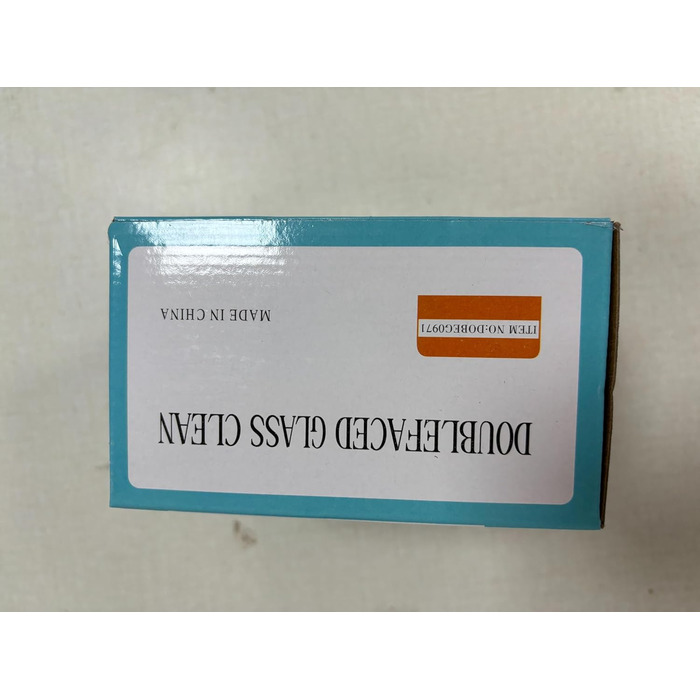 DOUBLEFACED GLASS CLEAN
ITEM NO:DOBEG0971
MADE IN CHINA